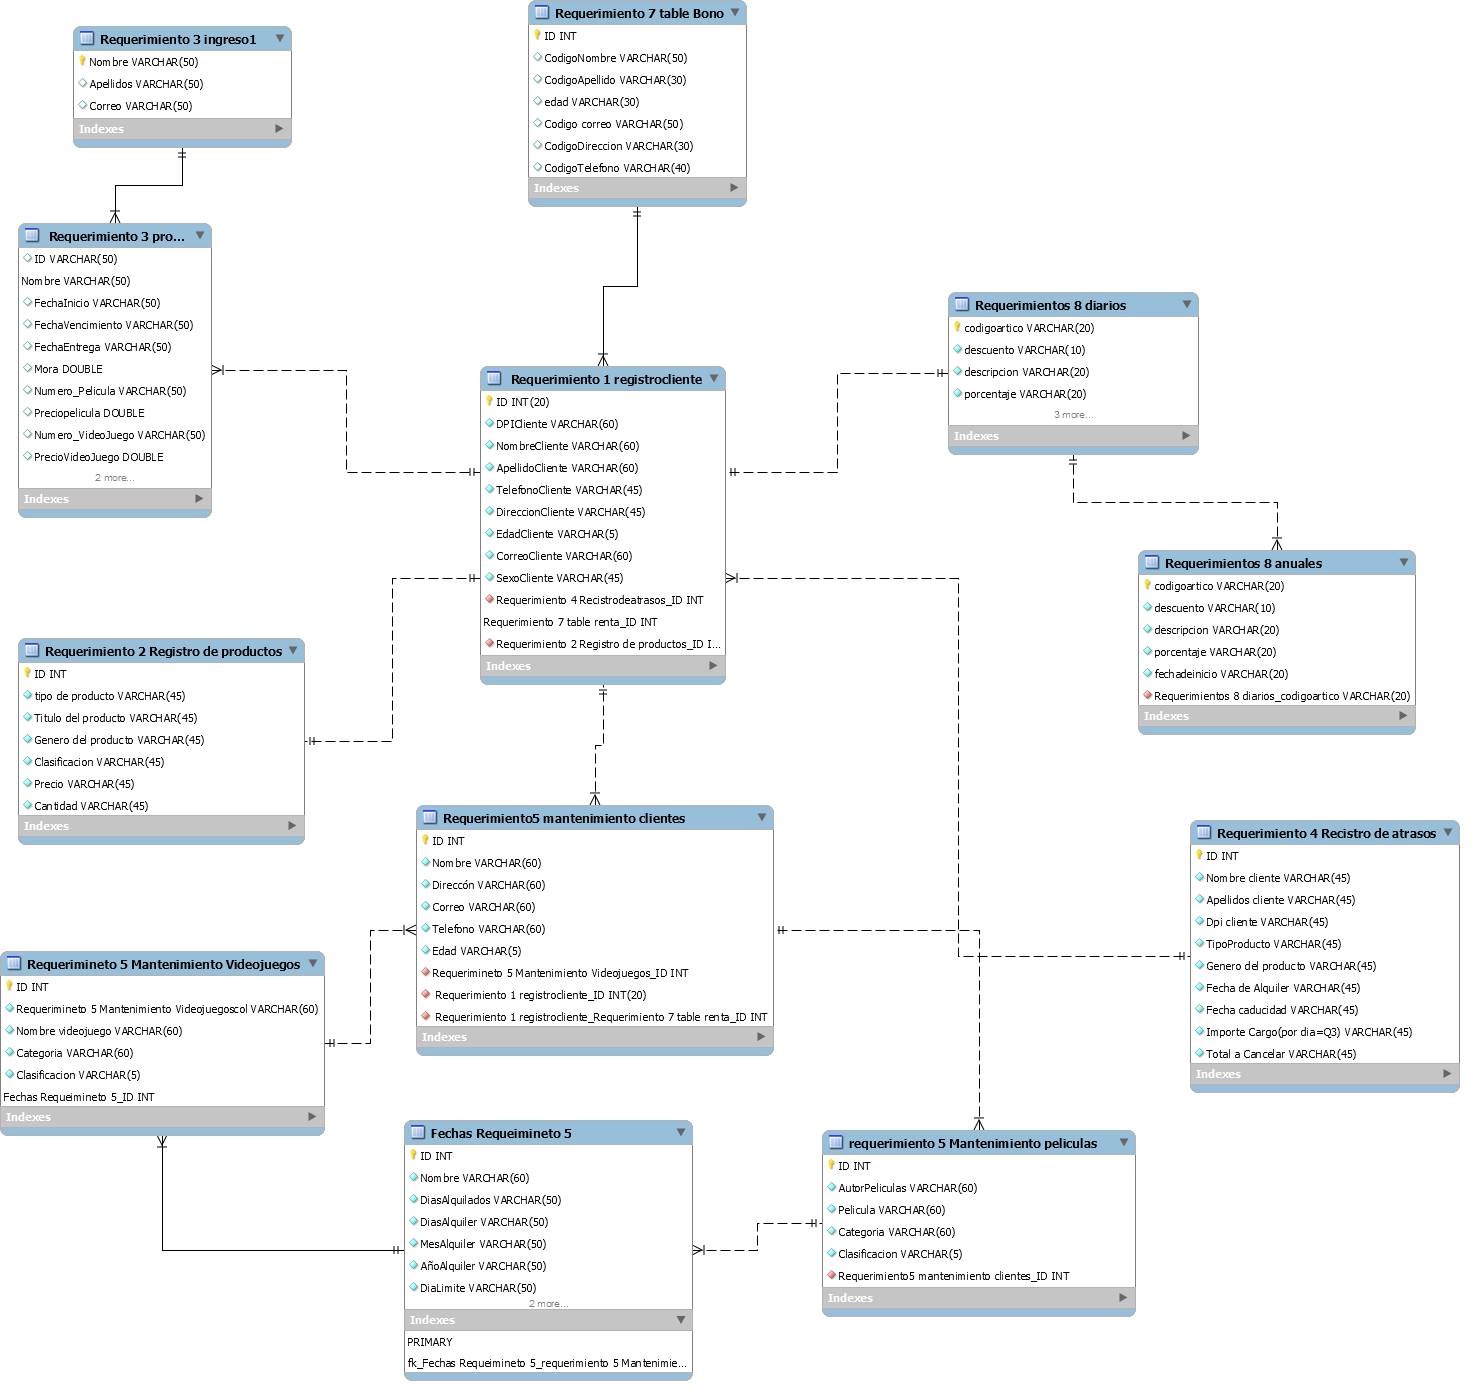 Requerimiento 3 ingreso1
Nombre VARCHAR(50)
Apellidos VARCHAR(50)
Correo VARCHAR(50)
Indexes
Requerimiento 7 table Bono
ID INT
CodigoNombre VARCHAR(50)
CodigoApellido VARCHAR(30)
edad VARCHAR(30)
Codigo correo VARCHAR(50)
CodigoDireccion VARCHAR(30)
CodigoTelefono VARCHAR(40)
Indexes
Requerimiento 3 pro...
ID VARCHAR(50)
Nombre VARCHAR(50)
FechaInicio VARCHAR(50)
FechaVencimiento VARCHAR(50)
FechaEntrega VARCHAR(50)
Mora DOUBLE
Numero_Pelicula VARCHAR(50)
Preciopelicula DOUBLE
Numero_VideoJuego VARCHAR(50)
PrecioVideoJuego DOUBLE
2 more...
Indexes
Requerimientos 8 diarios
codigoartico VARCHAR(20)
descuento VARCHAR(10)
descripcion VARCHAR(20)
porcentaje VARCHAR(20)
3 more...
Indexes
Requerimiento 1 registrocliente
ID INT(20)
DPICliente VARCHAR(60)
NombreCliente VARCHAR(60)
ApellidoCliente VARCHAR(60)
TelefonoCliente VARCHAR(45)
DireccionCliente VARCHAR(45)
EdadCliente VARCHAR(5)
CorreoCliente VARCHAR(60)
SexoCliente VARCHAR(45)
Requerimiento 4 Recistrodeatrasos_ID INT
Requerimiento 7 table renta_ID INT
Requerimiento 2 Registro de productos_ID I...
Indexes
Requerimientos 8 anuales
codigoartico VARCHAR(20)
descuento VARCHAR(10)
descripcion VARCHAR(20)
porcentaje VARCHAR(20)
fechadeinicio VARCHAR(20)
Requerimientos 8 diarios_codigoartico VARCHAR(20)
Indexes
Requerimiento 2 Registro de productos
ID INT
tipo de producto VARCHAR(45)
Titulo del producto VARCHAR(45)
Genero del producto VARCHAR(45)
Clasificacion VARCHAR(45)
Precio VARCHAR(45)
Cantidad VARCHAR(45)
Indexes
Requerimiento5 mantenimiento clientes
ID INT
Nombre VARCHAR(60)
Direccón VARCHAR(60)
Correo VARCHAR(60)
Telefono VARCHAR(60)
Edad VARCHAR(5)
Requerimineto 5 Mantenimiento Videojuegos_ID INT
Requerimiento 1 registrocliente_ID INT(20)
Requerimiento 1 registrocliente_Requerimiento 7 table renta_ID INT
Indexes
Requerimiento 4 Recistro de atrasos
ID INT
Nombre cliente VARCHAR(45)
Apellidos cliente VARCHAR(45)
Dpi cliente VARCHAR(45)
TipoProducto VARCHAR(45)
Genero del producto VARCHAR(45)
Fecha de Alquiler VARCHAR(45)
Fecha caducidad VARCHAR(45)
Importe Cargo(por dia=Q3) VARCHAR(45)
Total a Cancelar VARCHAR(45)
Indexes
Requerimineto 5 Mantenimiento Videojuegos
ID INT
Requerimineto 5 Mantenimiento Videojuegoscol VARCHAR(60)
Nombre videojuego VARCHAR(60)
Categoria VARCHAR(60)
Clasificacion VARCHAR(5)
Fechas Requeimineto 5_ID INT
Indexes
Fechas Requeimineto 5
ID INT
Nombre VARCHAR(60)
DiasAlquilados VARCHAR(50)
DiasAlquiler VARCHAR(50)
MesAlquiler VARCHAR(50)
AñoAlquiler VARCHAR(50)
DiaLimite VARCHAR(50)
2 more...
Indexes
PRIMARY
fk_Fechas Requeimineto 5_requerimiento 5 Mantenimie...
requerimiento 5 Mantenimiento peliculas
ID INT
AutorPeliculas VARCHAR(60)
Pelicula VARCHAR(60)
Categoria VARCHAR(60)
Clasificacion VARCHAR(5)
Requerimiento5 mantenimiento clientes_ID INT
Indexes